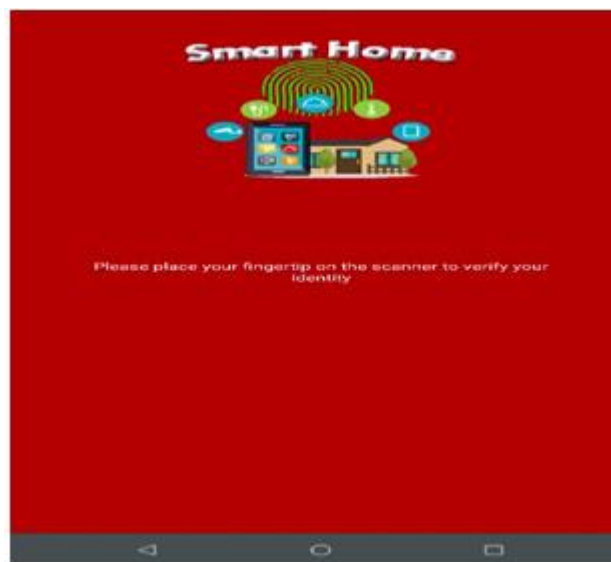 Smart Home
Please place your fingertip on the scanner to verify your
identity